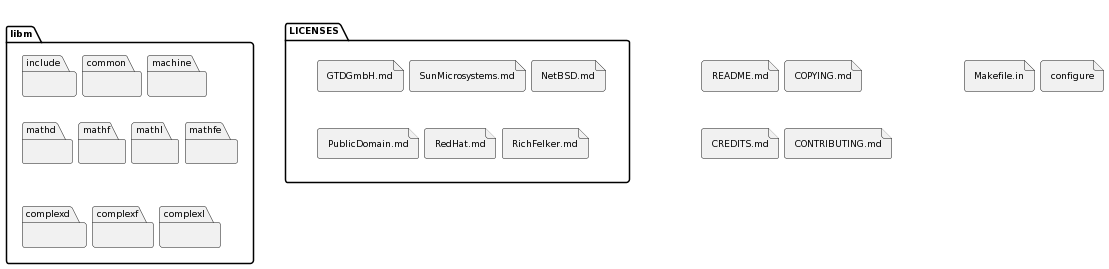 libm
include common machine
mathd mathf mathl mathfe
complexd complexf complexl
LICENSES
GTDGmbH.md SunMicrosystems.md NetBSD.md
PublicDomain.md RedHat.md RichFelker.md
README.md COPYING.md
CREDITS.md CONTRIBUTING.md
Makefile.in configure